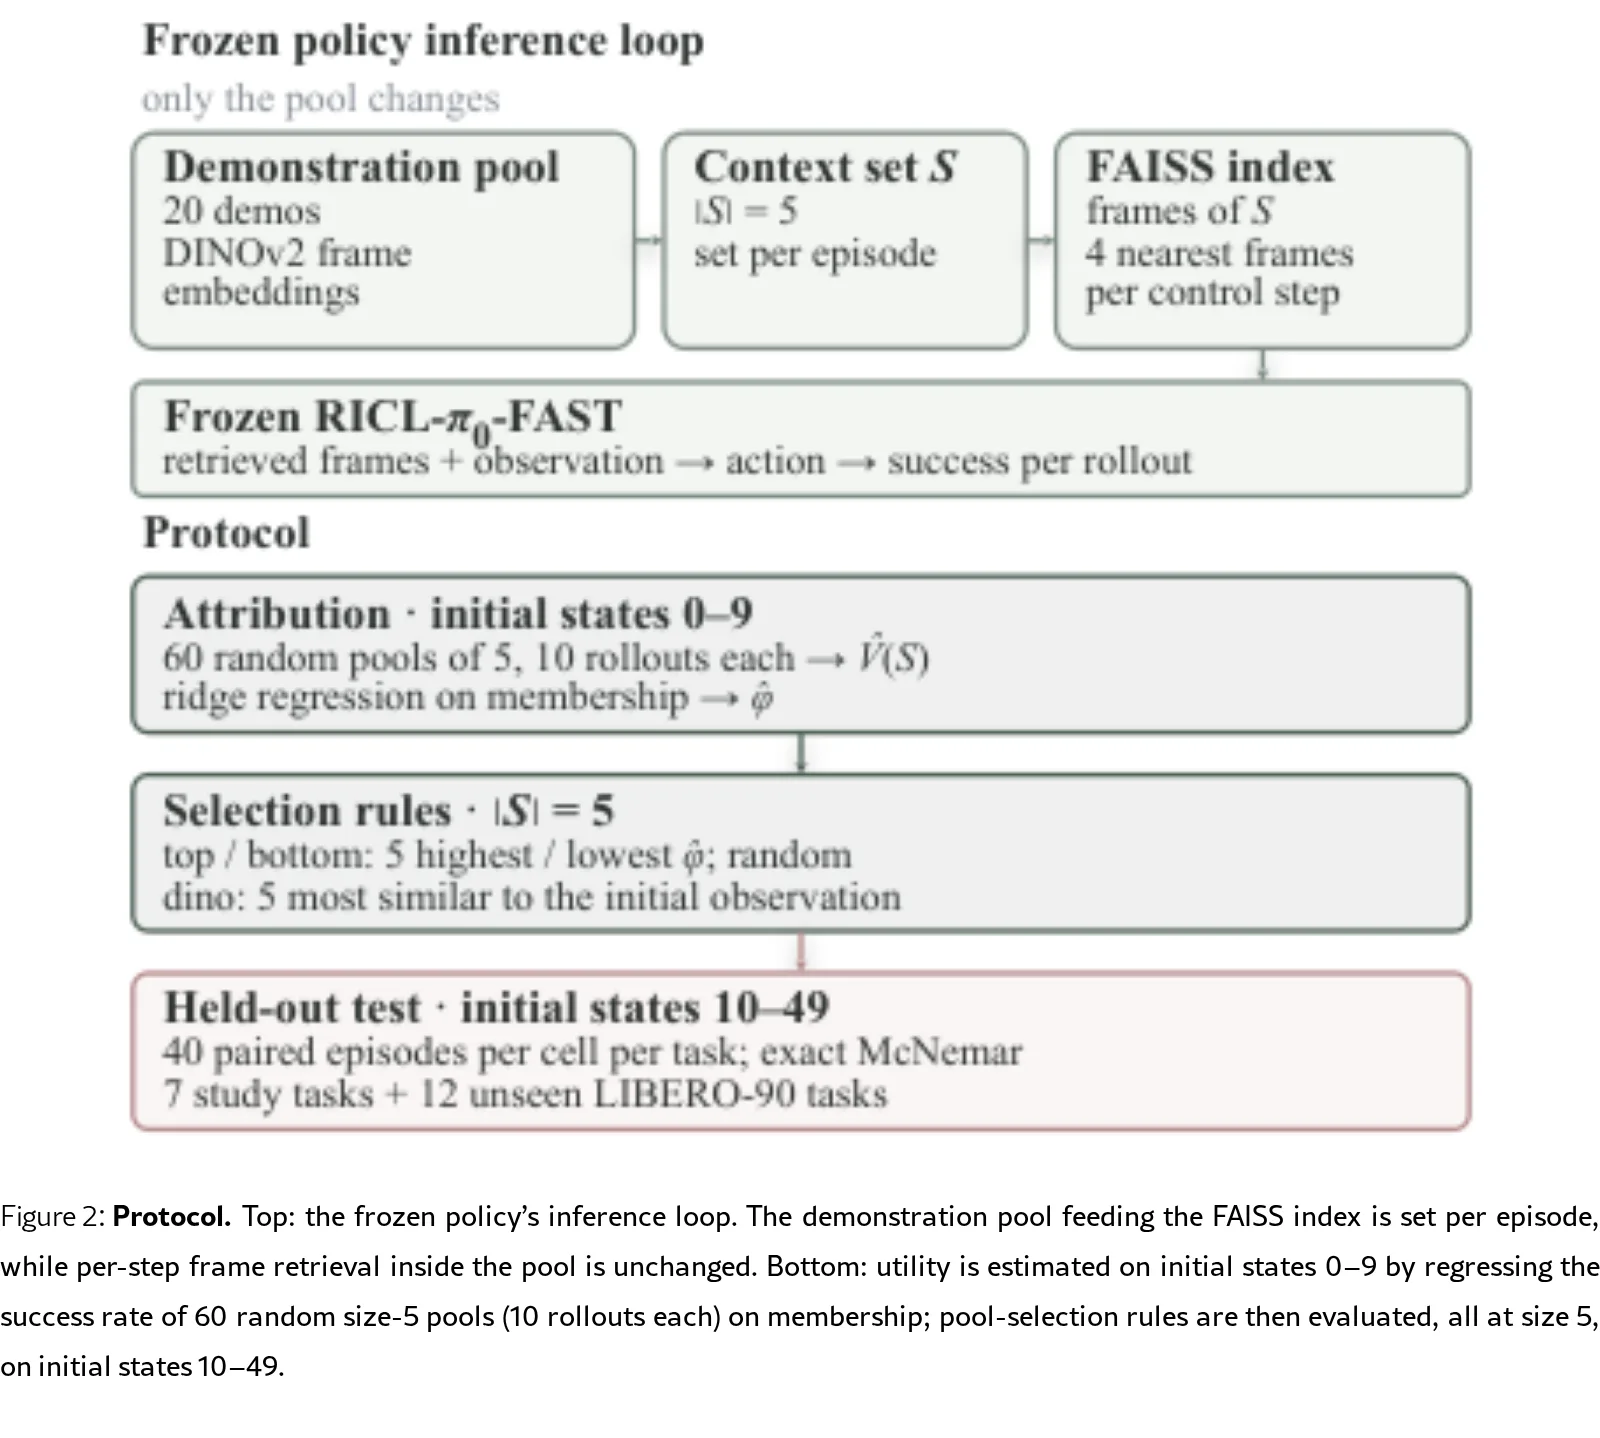 Frozen policy inference loop
only the pool changes
Demonstration pool
20 demos
DINOv2 frame
embeddings
Context set S
|S| = 5
set per episode
FAISS index
frames of S
4 nearest frames
per control step
Frozen RICL-π₀-FAST
retrieved frames + observation → action → success per rollout
Protocol
Attribution · initial states 0–9
60 random pools of 5, 10 rollouts each → V̂(S)
ridge regression on membership → φ̂
Selection rules · |S| = 5
top / bottom: 5 highest / lowest φ̂; random
dino: 5 most similar to the initial observation
Held-out test · initial states 10–49
40 paired episodes per cell per task; exact McNemar
7 study tasks + 12 unseen LIBERO-90 tasks
Figure 2: Protocol. Top: the frozen policy’s inference loop. The demonstration pool feeding the FAISS index is set per episode,
while per-step frame retrieval inside the pool is unchanged. Bottom: utility is estimated on initial states 0–9 by regressing the
success rate of 60 random size-5 pools (10 rollouts each) on membership; pool-selection rules are then evaluated, all at size 5,
on initial states 10–49.